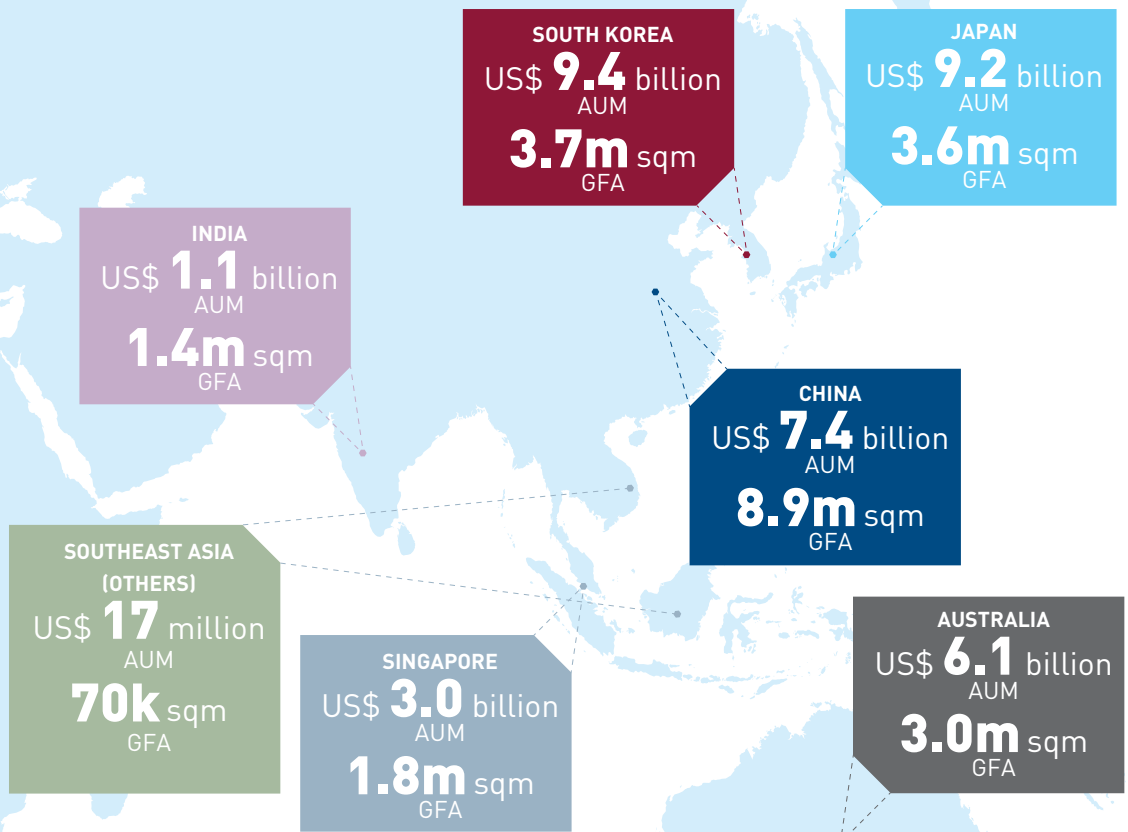 SOUTH KOREA
US$ 9.4 billion
AUM
3.7m sqm
GFA
JAPAN
US$ 9.2 billion
AUM
3.6m sqm
GFA
INDIA
US$ 1.1 billion
AUM
1.4m sqm
GFA
CHINA
US$ 7.4 billion
AUM
8.9m sqm
GFA
SOUTHEAST ASIA
(OTHERS)
US$ 17 million
AUM
70k sqm
GFA
SINGAPORE
US$ 3.0 billion
AUM
1.8m sqm
GFA
AUSTRALIA
US$ 6.1 billion
AUM
3.0m sqm
GFA